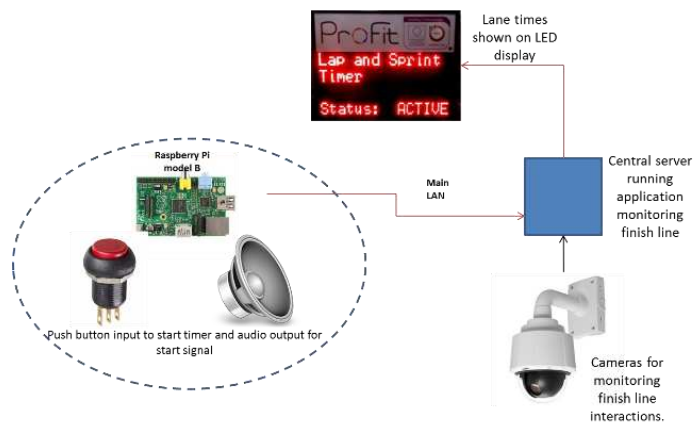 ProFit
Lap and Sprint
Timer
Status: ACTIVE
Lane times
shown on LED
display
Raspberry Pi
model B
Main
LAN
Central server
running
application
monitoring
finish line
Push button input to start timer and audio output for
start signal
Cameras for
monitoring
finish line
interactions.